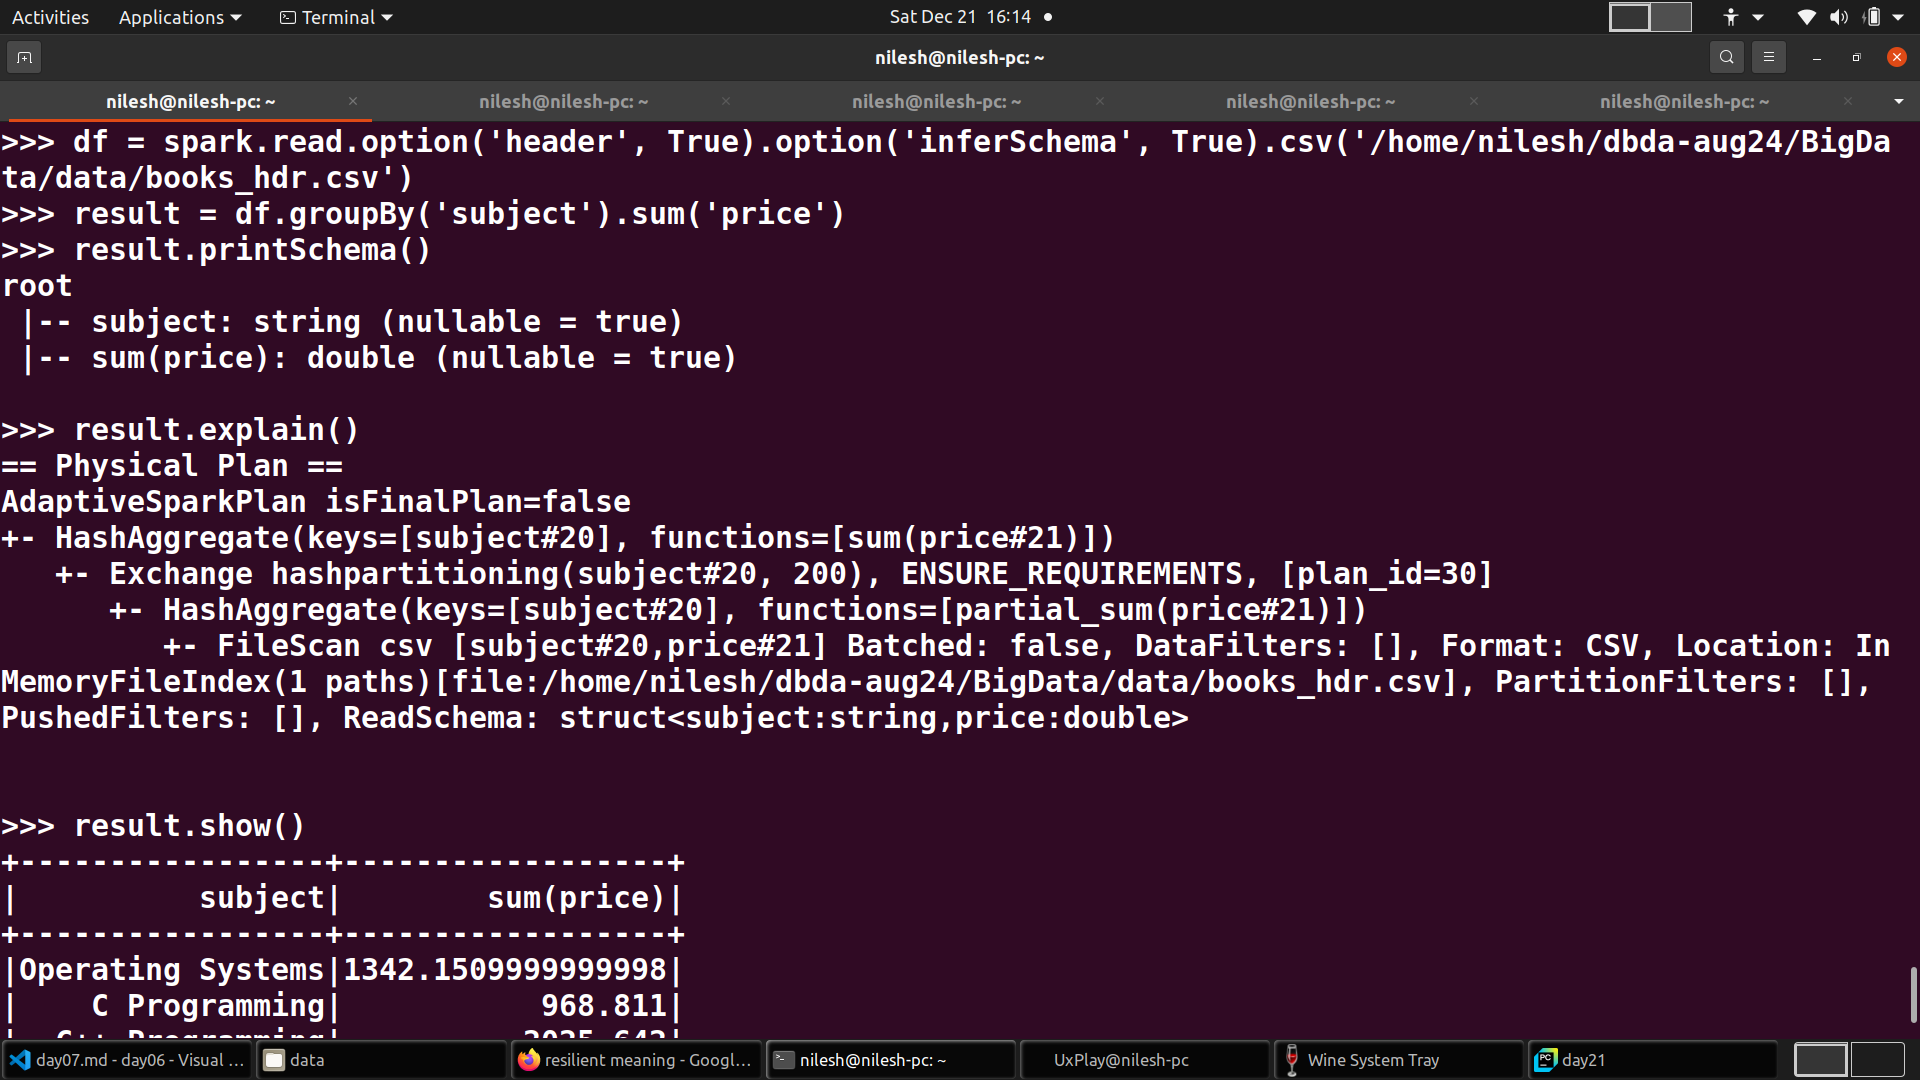 Activities Applications Terminal Sat Dec 21 16:14
nilesh@nilesh-pc: ~
nilesh@nilesh-pc: ~ nilesh@nilesh-pc: ~ nilesh@nilesh-pc: ~ nilesh@nilesh-pc: ~ nilesh@nilesh-pc: ~
>>> df = spark.read.option('header', True).option('inferSchema', True).csv('/home/nilesh/dbda-aug24/BigDa
ta/data/books_hdr.csv')
>>> result = df.groupBy('subject').sum('price')
>>> result.printSchema()
root
 |-- subject: string (nullable = true)
 |-- sum(price): double (nullable = true)
>>> result.explain()
== Physical Plan ==
AdaptiveSparkPlan isFinalPlan=false
+- HashAggregate(keys=[subject#20], functions=[sum(price#21)])
   +- Exchange hashpartitioning(subject#20, 200), ENSURE_REQUIREMENTS, [plan_id=30]
      +- HashAggregate(keys=[subject#20], functions=[partial_sum(price#21)])
         +- FileScan csv [subject#20,price#21] Batched: false, DataFilters: [], Format: CSV, Location: In
MemoryFileIndex(1 paths)[file:/home/nilesh/dbda-aug24/BigData/data/books_hdr.csv], PartitionFilters: [],
PushedFilters: [], ReadSchema: struct<subject:string,price:double>
>>> result.show()
+-----------------+------------------+
|          subject|        sum(price)|
+-----------------+------------------+
|Operating Systems|1342.1509999999998|
|    C Programming|           968.811|
|  C++ Programming|          2025.642|
day07.md - day06 - Visual ... data resilient meaning - Googl... nilesh@nilesh-pc: ~ UxPlay@nilesh-pc Wine System Tray day21